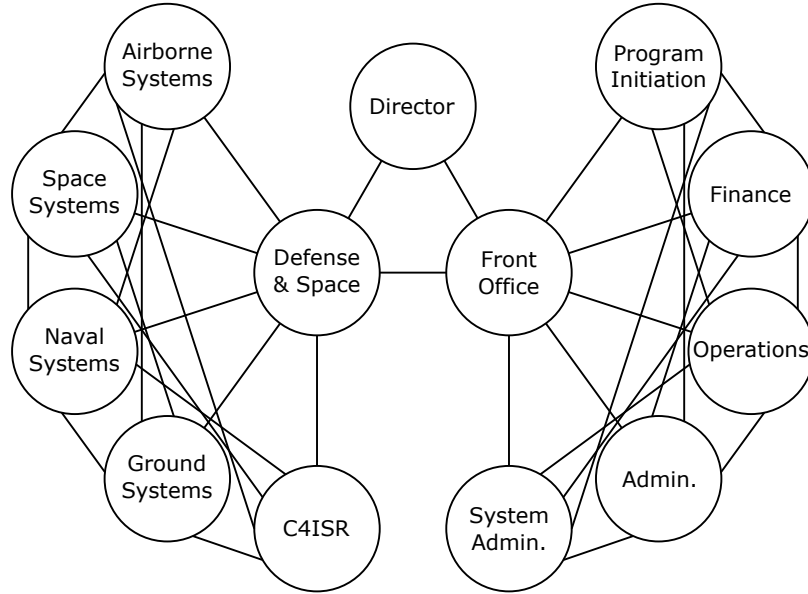 Airborne
Systems
Program
Initiation
Director
Space
Systems
Finance
Defense
& Space
Front
Office
Naval
Systems
Operations
Ground
Systems
Admin.
C4ISR
System
Admin.